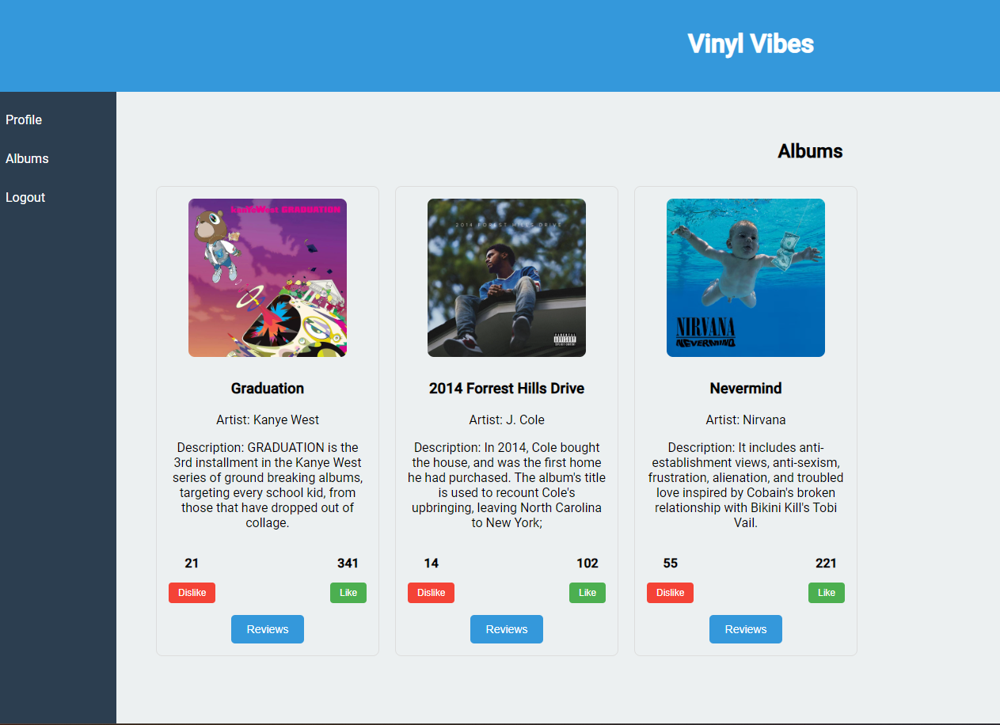 Vinyl Vibes
Profile
Albums
Logout
Albums
kanYeWest GRADUATION
Graduation
Artist: Kanye West
Description: GRADUATION is the
3rd installment in the Kanye West
series of ground breaking albums,
targeting every school kid, from
those that have dropped out of
collage.
21
341
Dislike
Like
Reviews
2014 FOREST HILLS DRIVE
PARENTAL
ADVISORY
EXPLICIT CONTENT
2014 Forrest Hills Drive
Artist: J. Cole
Description: In 2014, Cole bought
the house, and was the first home
he had purchased. The album's title
is used to recount Cole's
upbringing, leaving North Carolina
to New York;
14
102
Dislike
Like
Reviews
NIRVANA
NEVERMIND
Nevermind
Artist: Nirvana
Description: It includes anti-
establishment views, anti-sexism,
frustration, alienation, and troubled
love inspired by Cobain's broken
relationship with Bikini Kill's Tobi
Vail.
55
221
Dislike
Like
Reviews